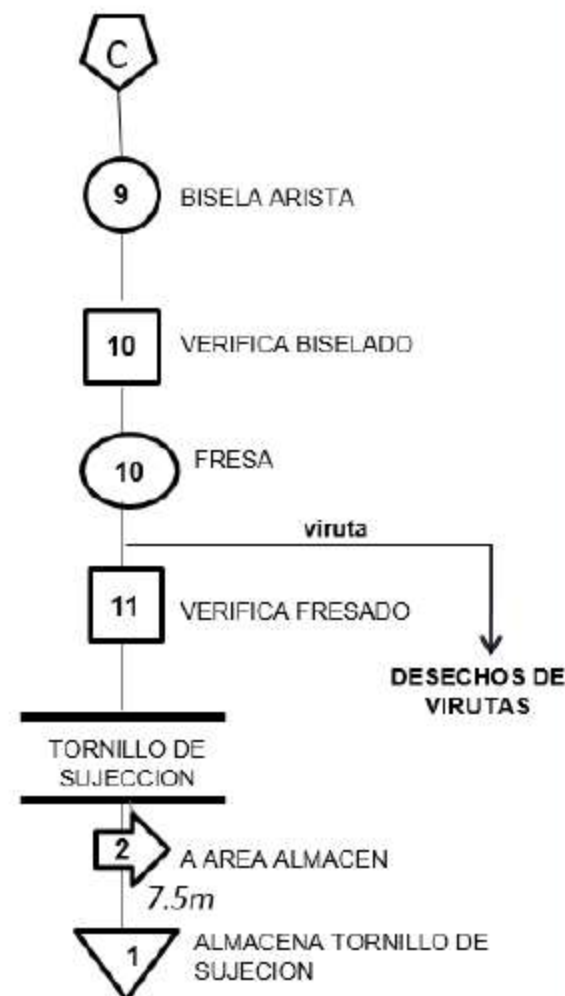 C
9
BISELA ARISTA
10
VERIFICA BISELADO
10
FRESA
viruta
11
VERIFICA FRESADO
DESECHOS DE
VIRUTAS
TORNILLO DE
SUJECCION
2
A AREA ALMACEN
7.5m
1
ALMACENA TORNILLO DE
SUJECION